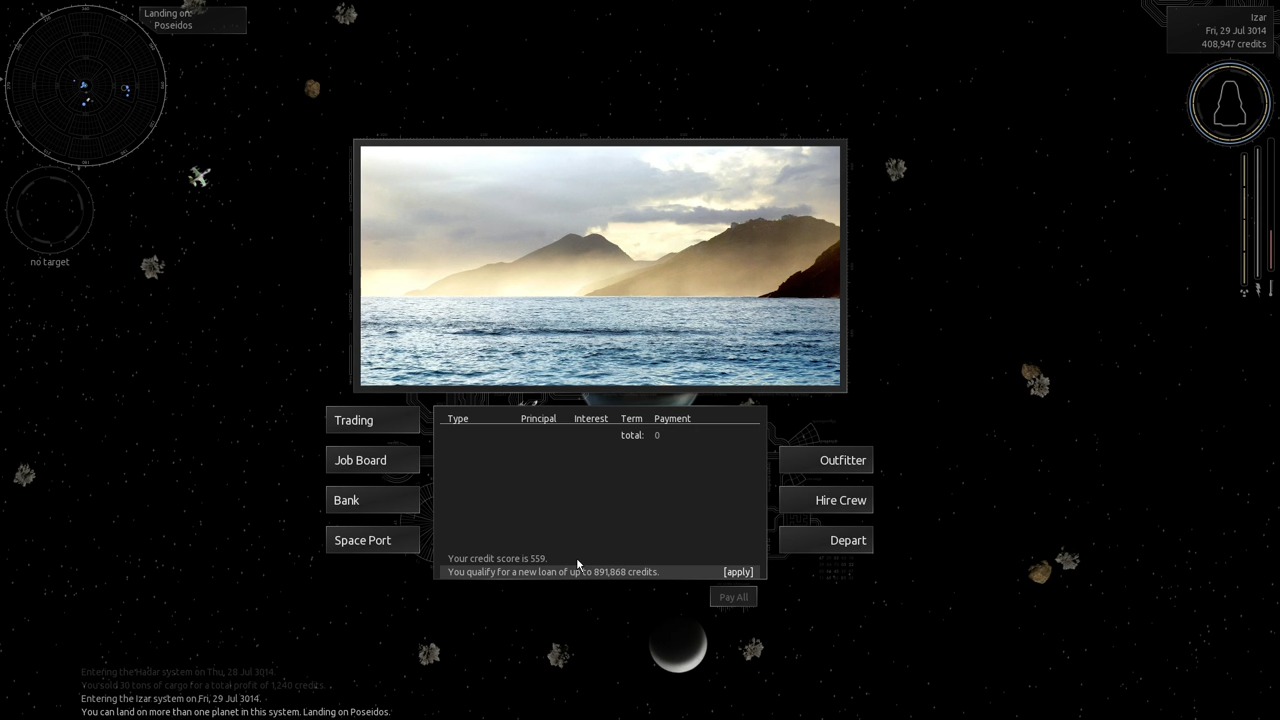 Landing on:
Poseidos
Izar
Fri, 29 Jul 3014
408,947 credits
no target
Trading
Job Board
Bank
Space Port
Type Principal Interest Term Payment
total: 0
Your credit score is 559.
You qualify for a new loan of up to 891,868 credits. [apply]
Pay All
Outfitter
Hire Crew
Depart
Entering the Hadar system on Thu, 28 Jul 3014.
You sold 30 tons of cargo for a total profit of 1,240 credits.
Entering the Izar system on Fri, 29 Jul 3014.
You can land on more than one planet in this system. Landing on Poseidos.